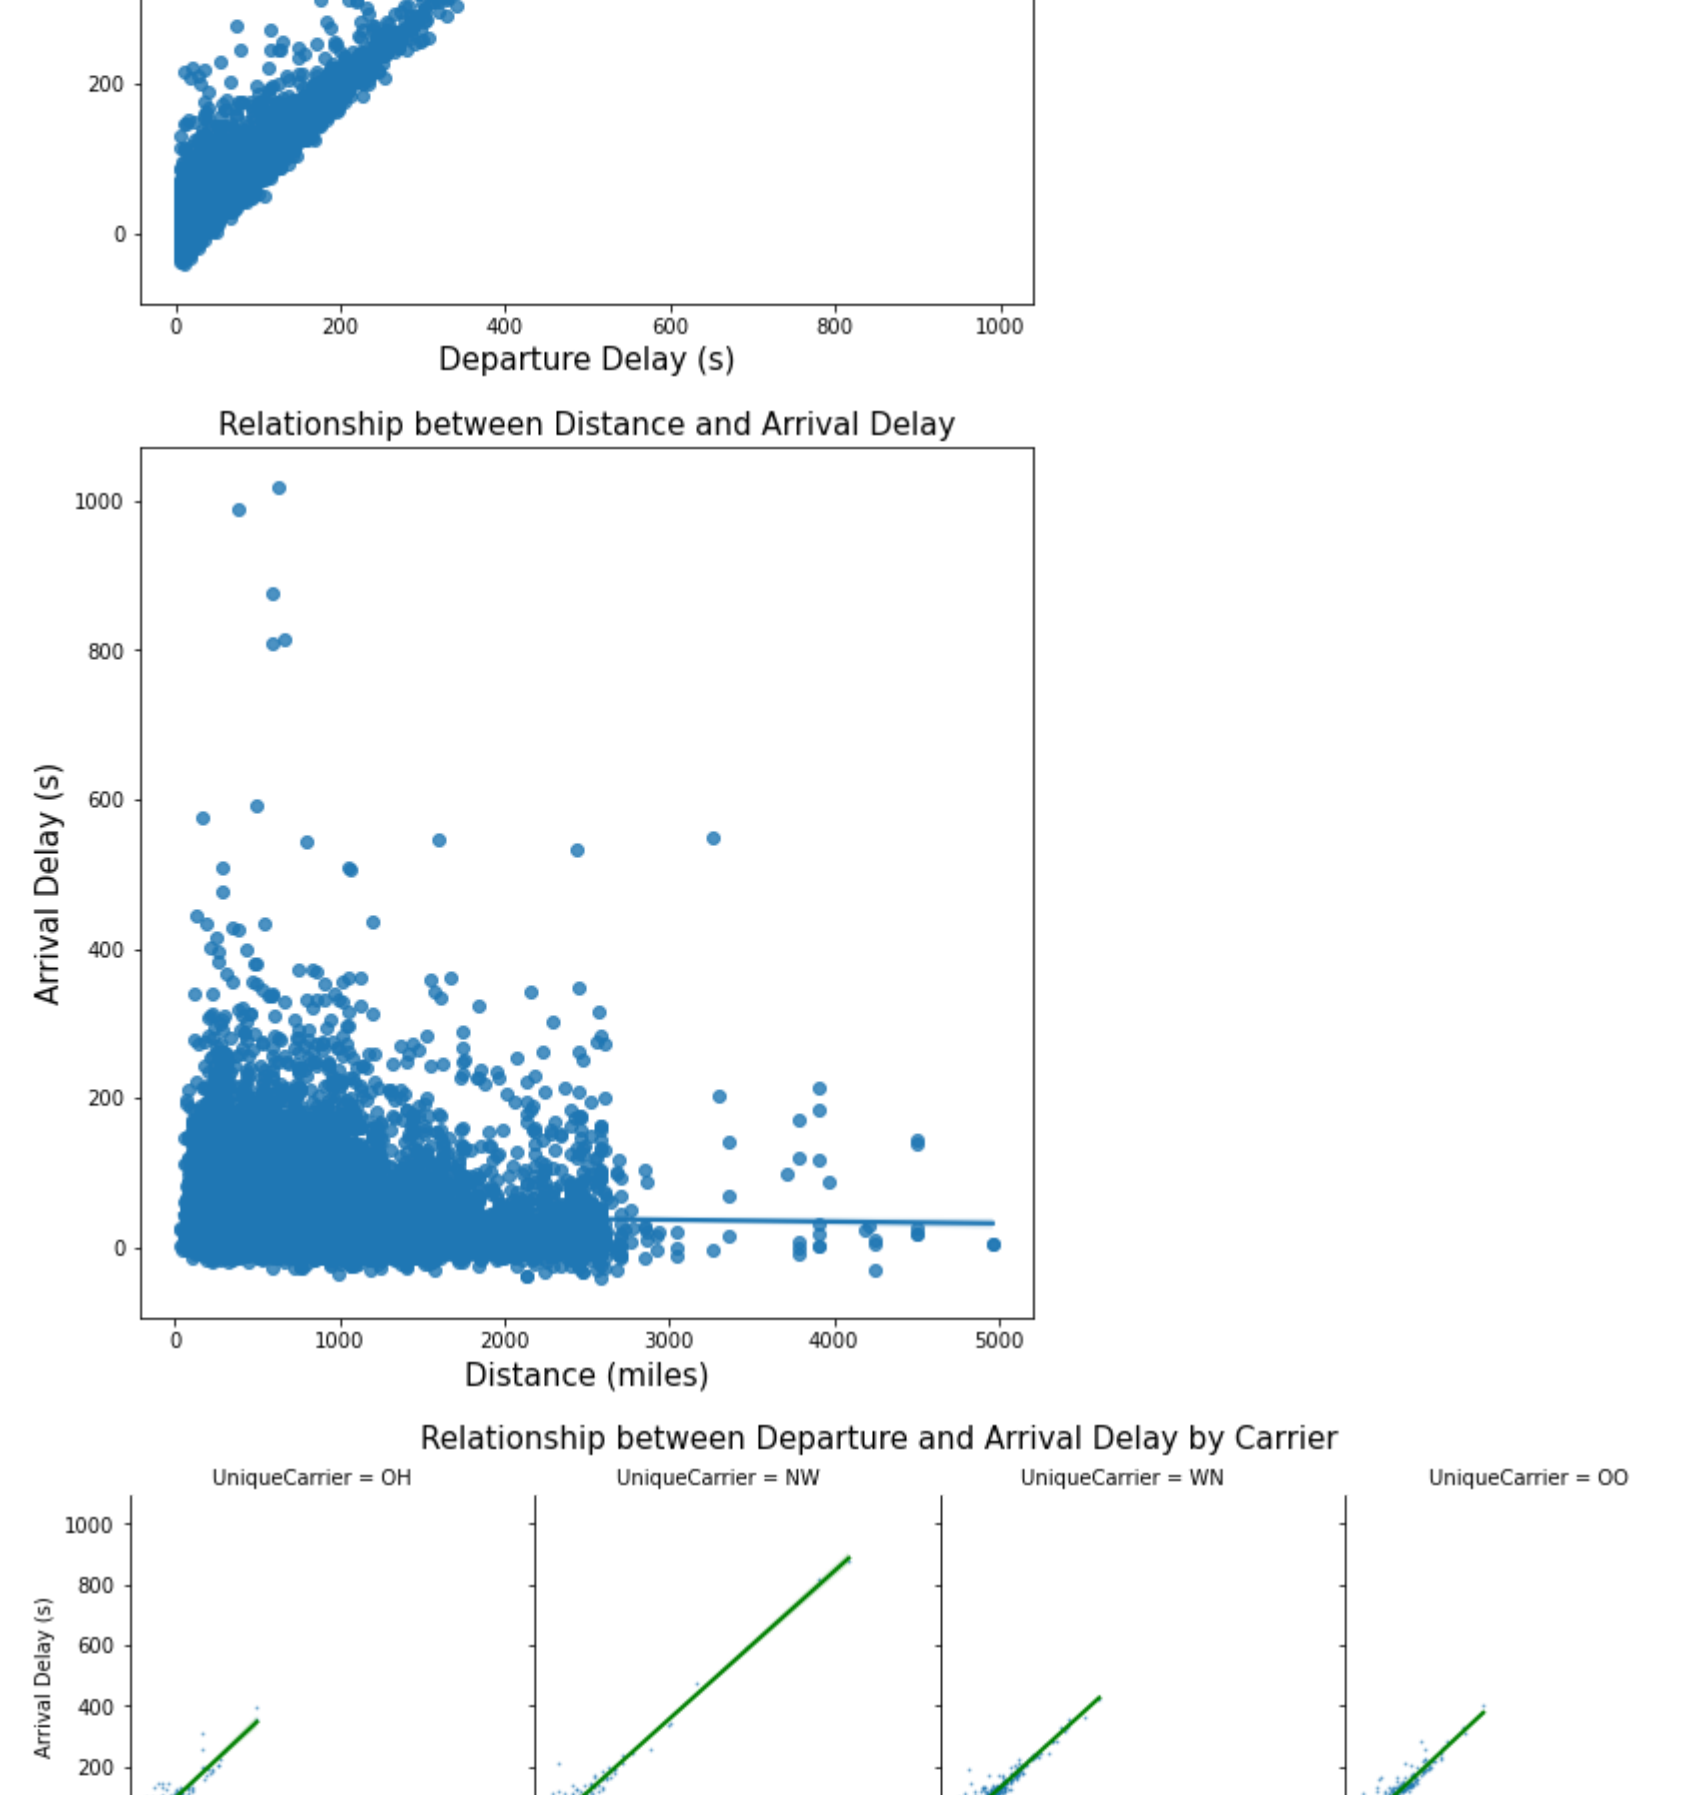 200
0
0 200 400 600 800 1000
Departure Delay (s)
Relationship between Distance and Arrival Delay
1000
800
600
400
200
0
Arrival Delay (s)
0 1000 2000 3000 4000 5000
Distance (miles)
Relationship between Departure and Arrival Delay by Carrier
UniqueCarrier = OH UniqueCarrier = NW UniqueCarrier = WN UniqueCarrier = OO
1000
800
600
400
200
Arrival Delay (s)